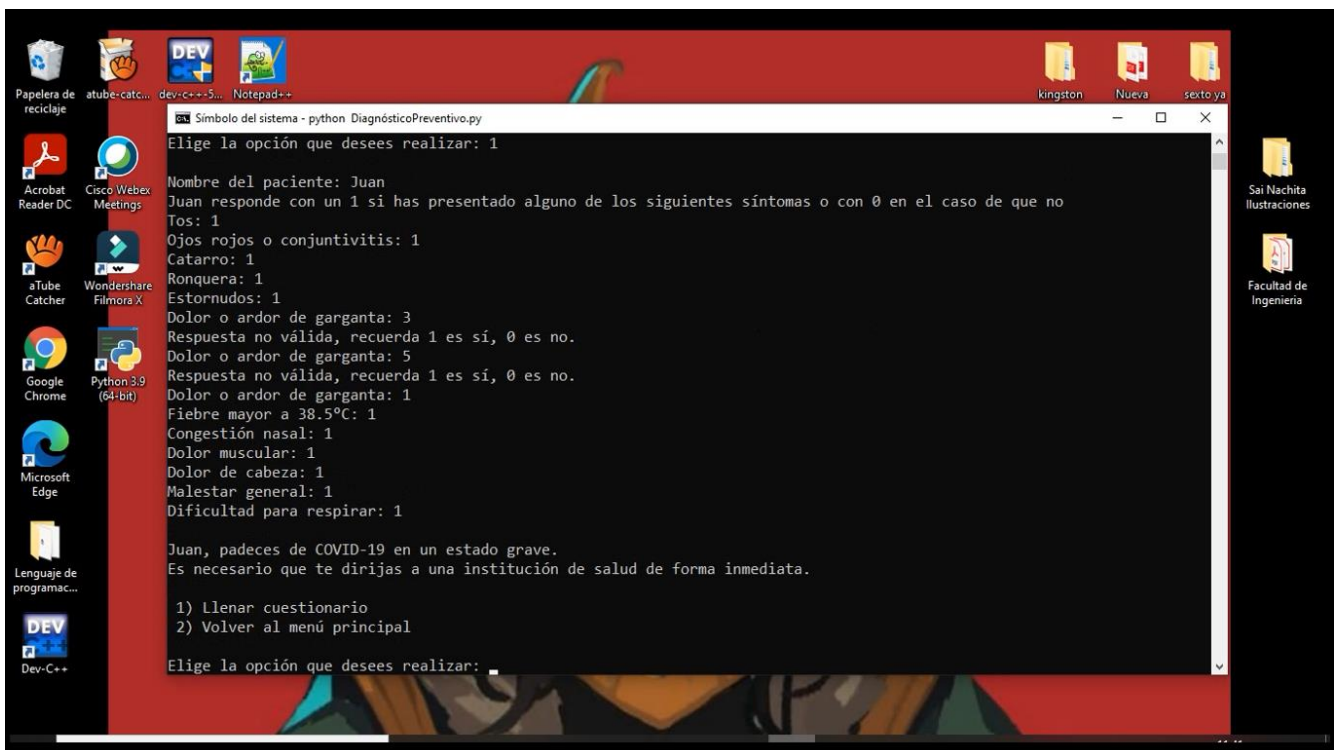 Papelera de
reciclaje
atube-catc...
dev-c++-5...
Notepad++
kingston
Nueva
sexto ya
DEV
Símbolo del sistema - python DiagnósticoPreventivo.py
Elige la opción que desees realizar: 1
Nombre del paciente: Juan
Juan responde con un 1 si has presentado alguno de los siguientes síntomas o con 0 en el caso de que no
Tos: 1
Ojos rojos o conjuntivitis: 1
Catarro: 1
Ronquera: 1
Estornudos: 1
Dolor o ardor de garganta: 3
Respuesta no válida, recuerda 1 es sí, 0 es no.
Dolor o ardor de garganta: 5
Respuesta no válida, recuerda 1 es sí, 0 es no.
Dolor o ardor de garganta: 1
Fiebre mayor a 38.5ºC: 1
Congestión nasal: 1
Dolor muscular: 1
Dolor de cabeza: 1
Malestar general: 1
Dificultad para respirar: 1
Juan, padeces de COVID-19 en un estado grave.
Es necesario que te dirijas a una institución de salud de forma inmediata.
1) Llenar cuestionario
2) Volver al menú principal
Elige la opción que desees realizar:
Acrobat
Reader DC
Cisco Webex
Meetings
aTube
Catcher
Wondershare
Filmora X
Google
Chrome
Python 3.9
(64-bit)
Microsoft
Edge
Lenguaje de
programac...
DEV
Dev-C++
Sai Nachita
Ilustraciones
Facultad de
Ingenieria